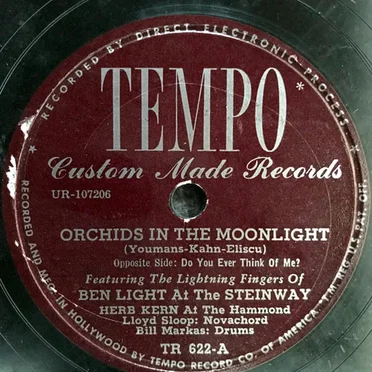 RECORDED BY DIRECT ELECTRONIC PROCESS
TEMPO*
Custom Made Records
UR-107206
ORCHIDS IN THE MOONLIGHT
(Youmans-Kahn-Eliscu)
Opposite Side: Do You Ever Think Of Me?
Featuring The Lightning Fingers Of
BEN LIGHT At The STEINWAY
HERB KERN At The Hammond
Lloyd Sloop: Novachord
Bill Markas: Drums
TR 622-A
RECORDED AND MFG. IN HOLLYWOOD BY TEMPO RECORD CO. OF AMERICA. *T.M. REG. U.S. PAT. OFF.